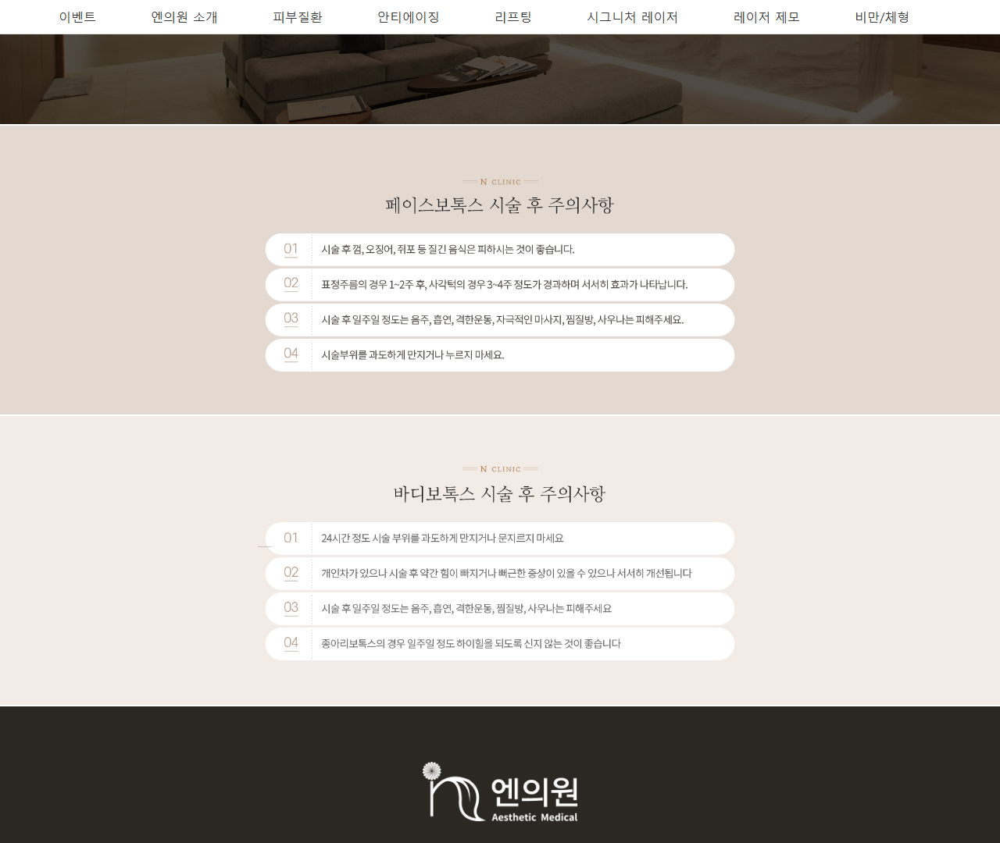 이벤트 엔의원 소개 피부질환 안티에이징 리프팅 시그니처 레이저 레이저 제모 비만/체형
N CLINIC
페이스보톡스 시술 후 주의사항
01 시술 후 껌, 오징어, 쥐포 등 질긴 음식은 피하시는 것이 좋습니다.
02 표정주름의 경우 1~2주 후, 사각턱의 경우 3~4주 정도가 경과하며 서서히 효과가 나타납니다.
03 시술 후 일주일 정도는 음주, 흡연, 격한운동, 자극적인 마사지, 찜질방, 사우나는 피해주세요.
04 시술부위를 과도하게 만지거나 누르지 마세요.
N CLINIC
바디보톡스 시술 후 주의사항
01 24시간 정도 시술 부위를 과도하게 만지거나 문지르지 마세요
02 개인차가 있으나 시술 후 약간 힘이 빠지거나 뻐근한 증상이 있을 수 있으나 서서히 개선됩니다
03 시술 후 일주일 정도는 음주, 흡연, 격한운동, 찜질방, 사우나는 피해주세요
04 종아리보톡스의 경우 일주일 정도 하이힐을 되도록 신지 않는 것이 좋습니다
엔의원
Aesthetic Medical